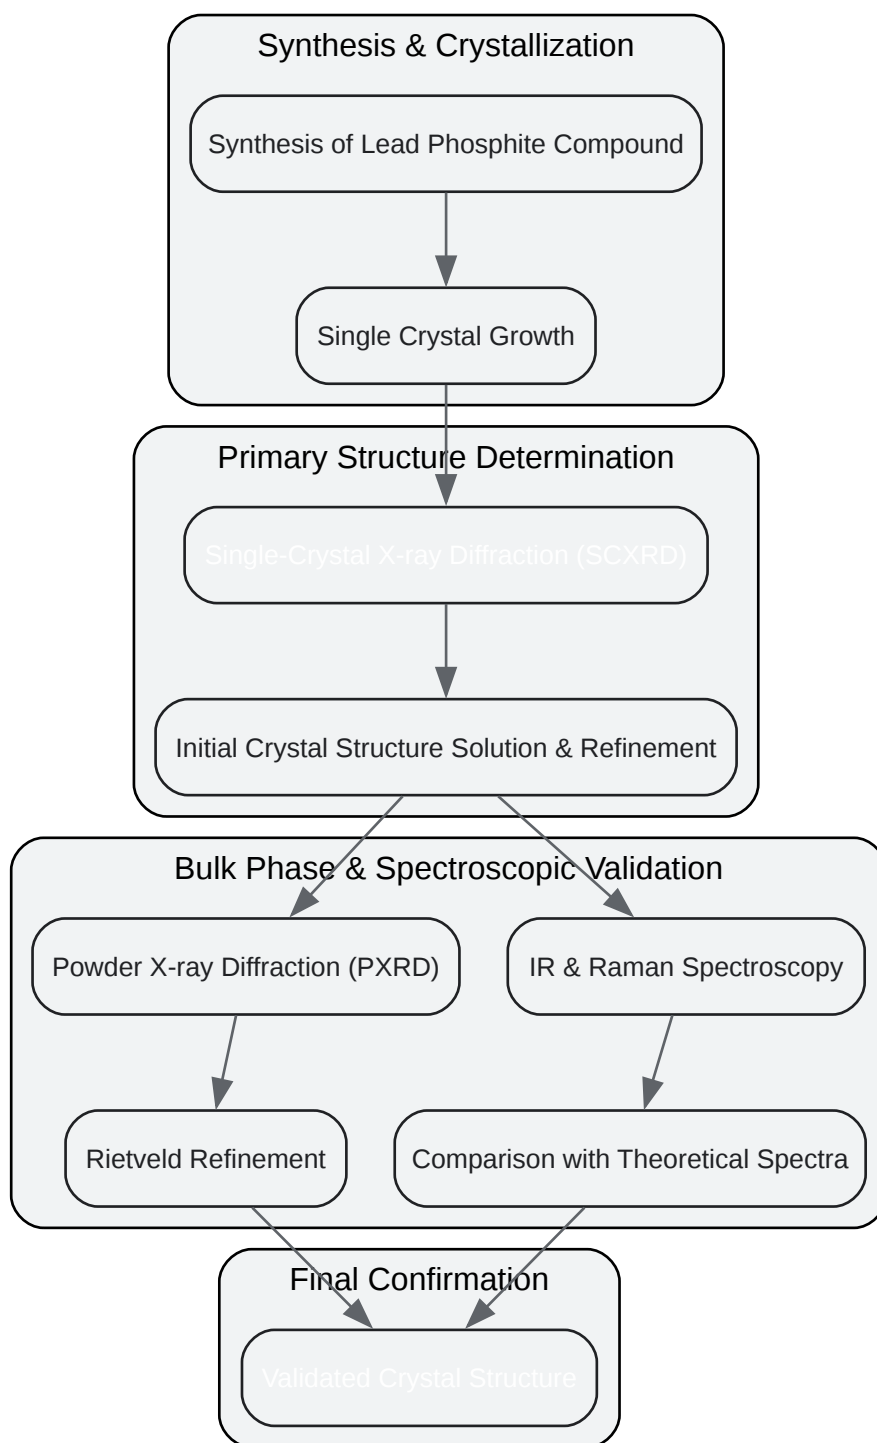 Synthesis & Crystallization
Synthesis of Lead Phosphite Compound
Single Crystal Growth
Primary Structure Determination
Single-Crystal X-ray Diffraction (SCXRD)
Initial Crystal Structure Solution & Refinement
Bulk Phase & Spectroscopic Validation
Powder X-ray Diffraction (PXRD)
IR & Raman Spectroscopy
Rietveld Refinement
Comparison with Theoretical Spectra
Final Confirmation
Validated Crystal Structure